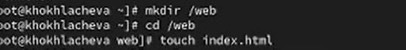 oot@khokhlacheva ~]# mkdir /web
oot@khokhlacheva ~]# cd /web
oot@khokhlacheva web]# touch index.html